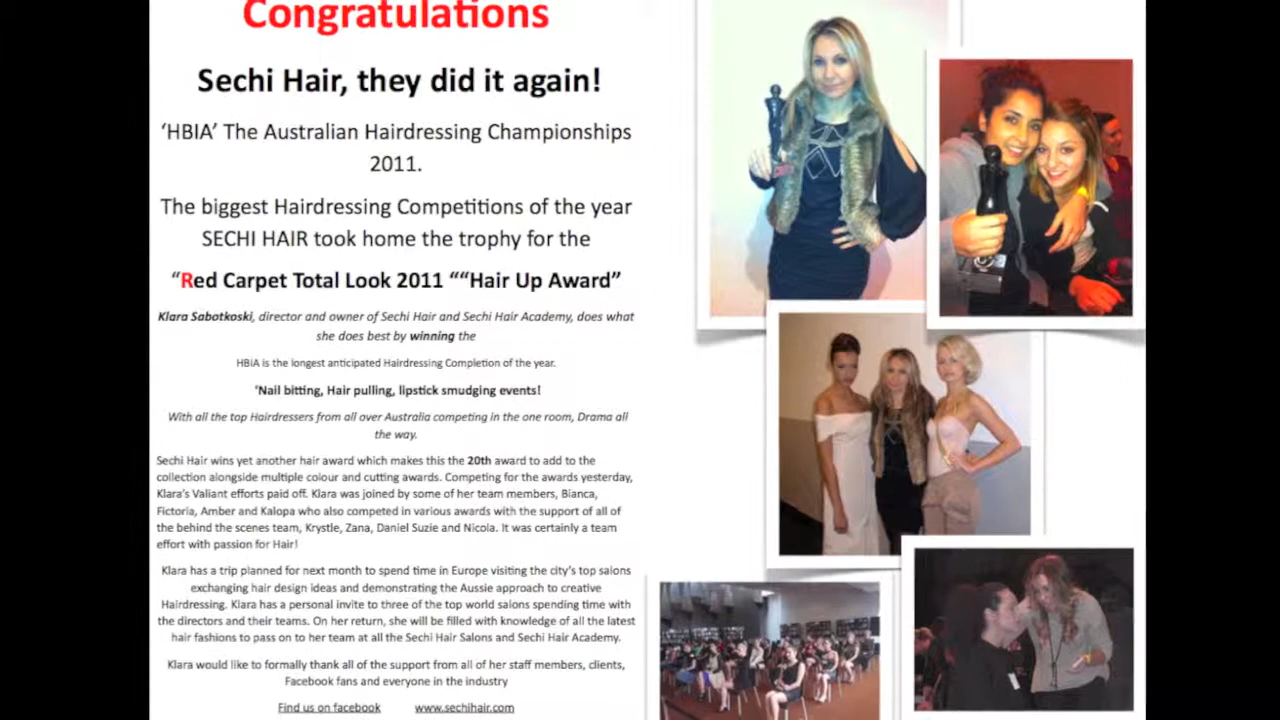 Congratulations
Sechi Hair, they did it again!
‘HBIA’ The Australian Hairdressing Championships
2011.
The biggest Hairdressing Competitions of the year
SECHI HAIR took home the trophy for the
“Red Carpet Total Look 2011 ““Hair Up Award”
Klara Sabotkoski, director and owner of Sechi Hair and Sechi Hair Academy, does what
she does best by winning the
HBIA is the longest anticipated Hairdressing Completion of the year.
‘Nail bitting, Hair pulling, lipstick smudging events!
With all the top Hairdressers from all over Australia competing in the one room, Drama all
the way.
Sechi Hair wins yet another hair award which makes this the 20th award to add to the
collection alongside multiple colour and cutting awards. Competing for the awards yesterday,
Klara’s Valiant efforts paid off. Klara was joined by some of her team members, Bianca,
Fictoria, Amber and Kalopa who also competed in various awards with the support of all of
the behind the scenes team, Krystle, Zana, Daniel Suzie and Nicola. It was certainly a team
effort with passion for Hair!
Klara has a trip planned for next month to spend time in Europe visiting the city’s top salons
exchanging hair design ideas and demonstrating the Aussie approach to creative
Hairdressing. Klara has a personal invite to three of the top world salons spending time with
the directors and their teams. On her return, she will be filled with knowledge of all the latest
hair fashions to pass on to her team at all the Sechi Hair Salons and Sechi Hair Academy.
Klara would like to formally thank all of the support from all of her staff members, clients,
Facebook fans and everyone in the industry
Find us on facebook www.sechihair.com